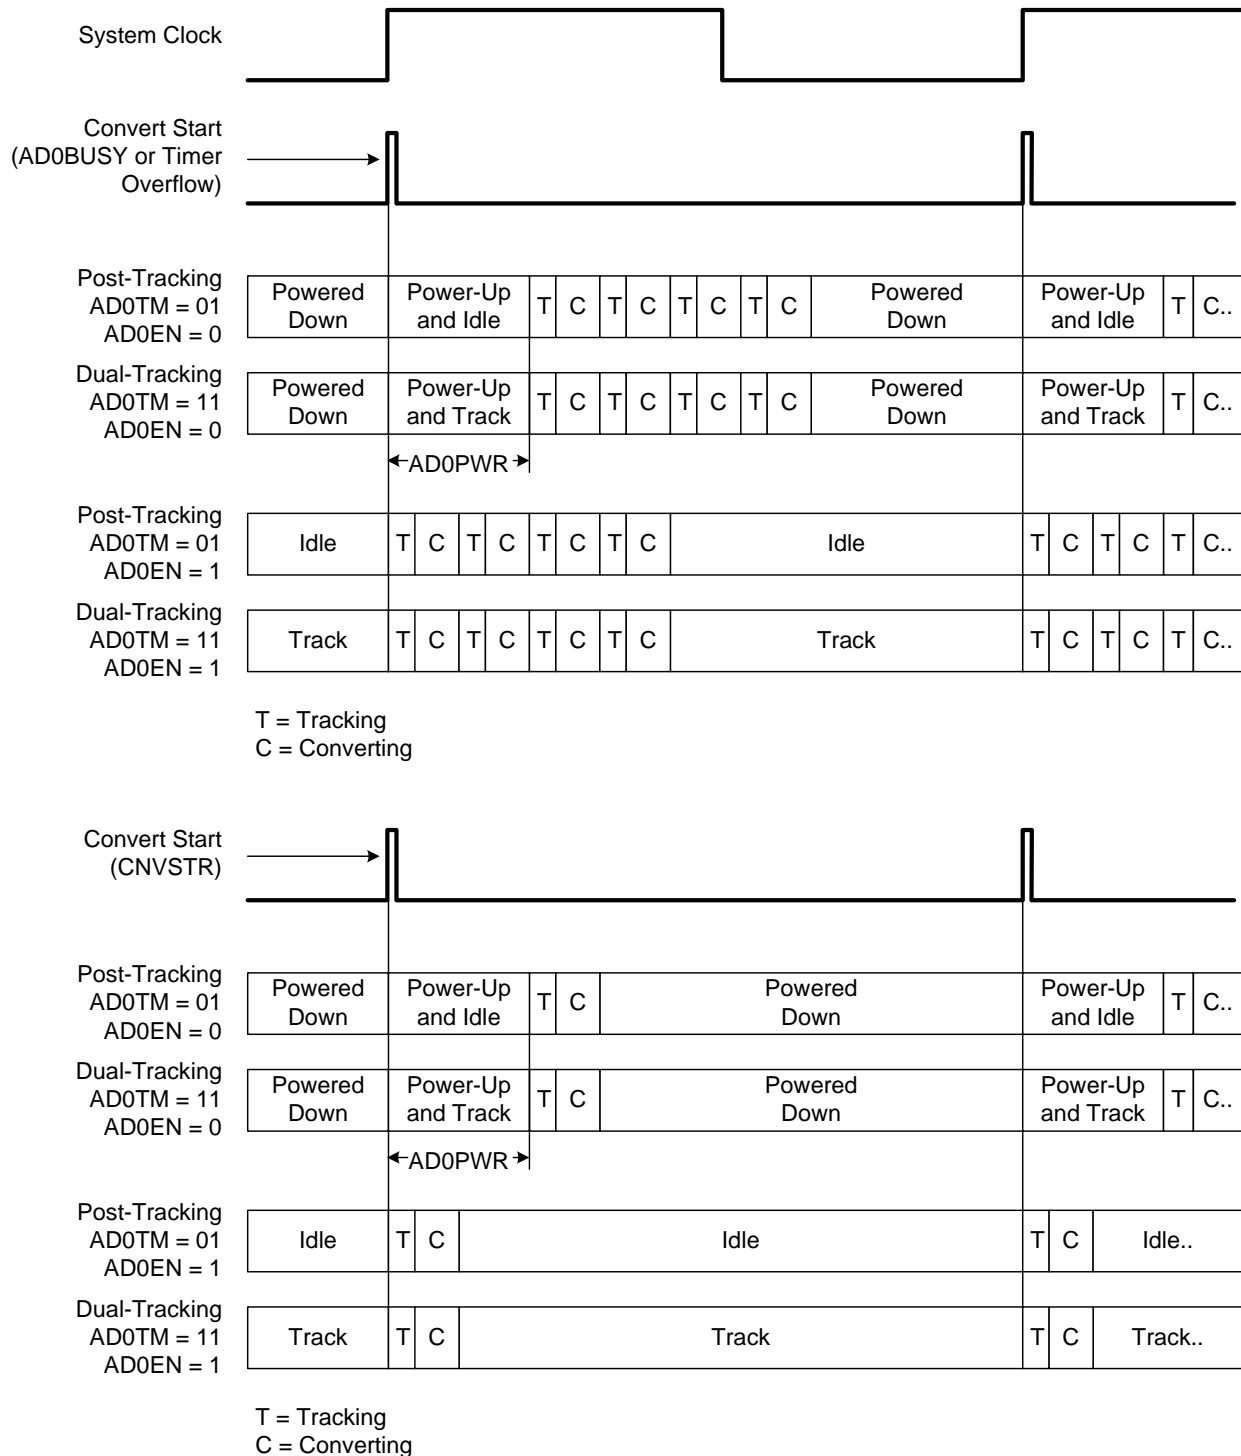 System Clock
Convert Start
(AD0BUSY or Timer
Overflow)
Post-Tracking
AD0TM = 01
AD0EN = 0
Powered
Down
Power-Up
and Idle
T C T C T C T C
Powered
Down
Power-Up
and Idle
T C..
Dual-Tracking
AD0TM = 11
AD0EN = 0
Powered
Down
Power-Up
and Track
T C T C T C T C
Powered
Down
Power-Up
and Track
T C..
AD0PWR
Post-Tracking
AD0TM = 01
AD0EN = 1
Idle T C T C T C T C Idle T C T C T C..
Dual-Tracking
AD0TM = 11
AD0EN = 1
Track T C T C T C T C Track T C T C T C..
T = Tracking
C = Converting
Convert Start
(CNVSTR)
Post-Tracking
AD0TM = 01
AD0EN = 0
Powered
Down
Power-Up
and Idle
T C
Powered
Down
Power-Up
and Idle
T C..
Dual-Tracking
AD0TM = 11
AD0EN = 0
Powered
Down
Power-Up
and Track
T C
Powered
Down
Power-Up
and Track
T C..
AD0PWR
Post-Tracking
AD0TM = 01
AD0EN = 1
Idle T C Idle T C Idle..
Dual-Tracking
AD0TM = 11
AD0EN = 1
Track T C Track T C Track..
T = Tracking
C = Converting